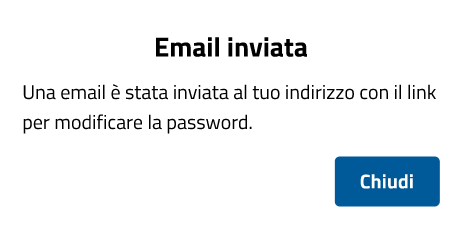 Email inviata
Una email è stata inviata al tuo indirizzo con il link
per modificare la password.
Chiudi